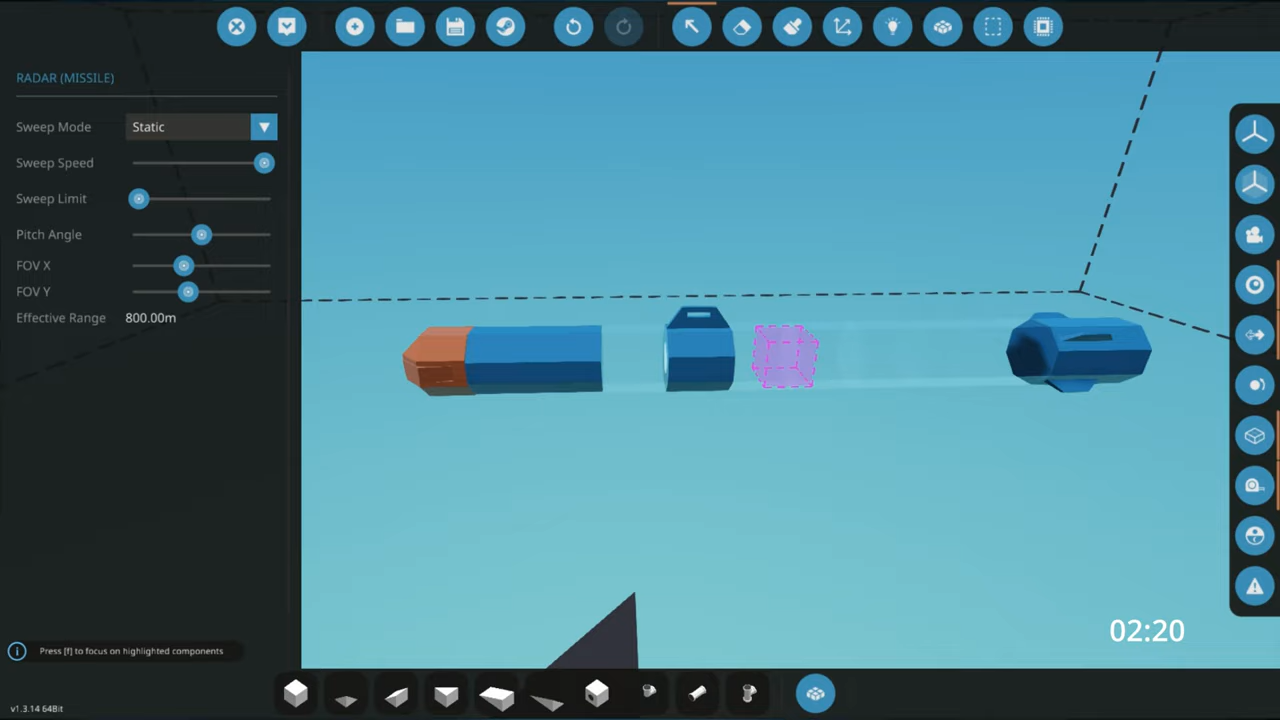 RADAR (MISSILE)
Sweep Mode Static
Sweep Speed
Sweep Limit
Pitch Angle
FOV X
FOV Y
Effective Range 800.00m
02:20
Press [f] to focus on highlighted components
v1.3.14 64Bit